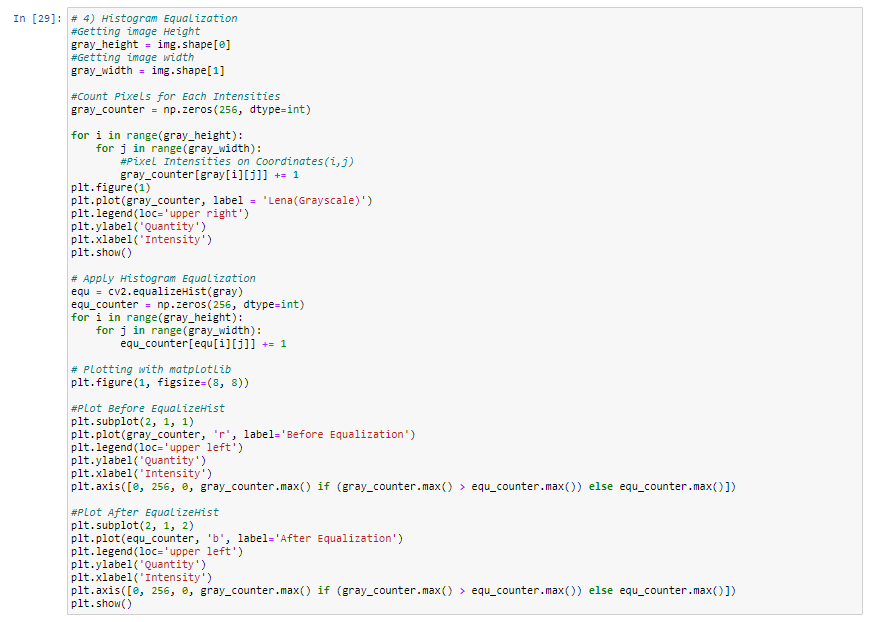 In [29]: # 4) Histogram Equalization
#Getting image Height
gray_height = img.shape[0]
#Getting image width
gray_width = img.shape[1]

#Count Pixels for Each Intensities
gray_counter = np.zeros(256, dtype=int)

for i in range(gray_height):
    for j in range(gray_width):
        #Pixel Intensities on Coordinates(i,j)
        gray_counter[gray[i][j]] += 1
plt.figure(1)
plt.plot(gray_counter, label = 'Lena(Grayscale)')
plt.legend(loc='upper right')
plt.ylabel('Quantity')
plt.xlabel('Intensity')
plt.show()

# Apply Histogram Equalization
equ = cv2.equalizeHist(gray)
equ_counter = np.zeros(256, dtype=int)
for i in range(gray_height):
    for j in range(gray_width):
        equ_counter[equ[i][j]] += 1

# Plotting with matplotlib
plt.figure(1, figsize=(8, 8))

#Plot Before EqualizeHist
plt.subplot(2, 1, 1)
plt.plot(gray_counter, 'r', label='Before Equalization')
plt.legend(loc='upper left')
plt.ylabel('Quantity')
plt.xlabel('Intensity')
plt.axis([0, 256, 0, gray_counter.max() if (gray_counter.max() > equ_counter.max()) else equ_counter.max()])

#Plot After EqualizeHist
plt.subplot(2, 1, 2)
plt.plot(equ_counter, 'b', label='After Equalization')
plt.legend(loc='upper left')
plt.ylabel('Quantity')
plt.xlabel('Intensity')
plt.axis([0, 256, 0, gray_counter.max() if (gray_counter.max() > equ_counter.max()) else equ_counter.max()])
plt.show()